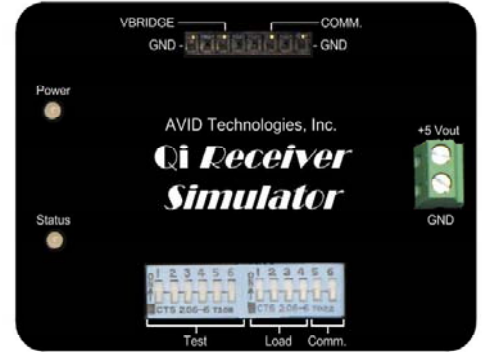 VBRIDGE COMM.
GND - - GND
Power
AVID Technologies, Inc.
+5 Vout
Qi Receiver
Simulator
GND
Status
1 2 3 4 5 6 1 2 3 4 5 6
CTS 206-6 CTS 206-6
Test Load Comm.